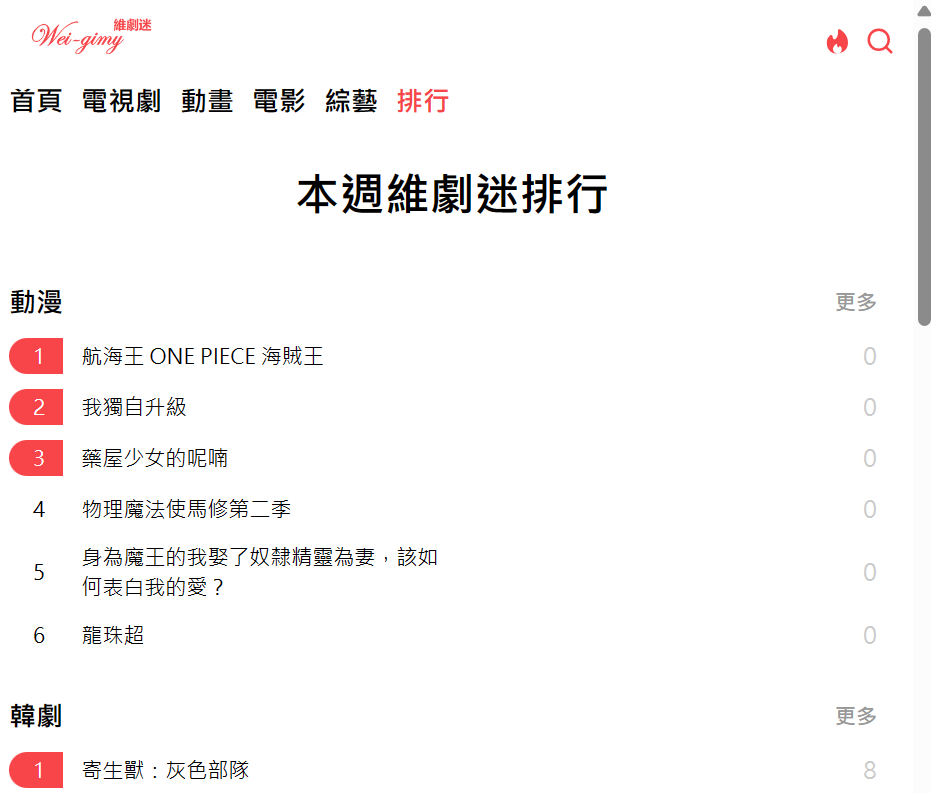 維劇迷
Wei-gimy
首頁 電視劇 動畫 電影 綜藝 排行
本週維劇迷排行
動漫 更多
1 航海王 ONE PIECE 海賊王 0
2 我獨自升級 0
3 藥屋少女的呢喃 0
4 物理魔法使馬修第二季 0
5 身為魔王的我娶了奴隸精靈為妻，該如
何表白我的愛？ 0
6 龍珠超 0
韓劇 更多
1 寄生獸：灰色部隊 8